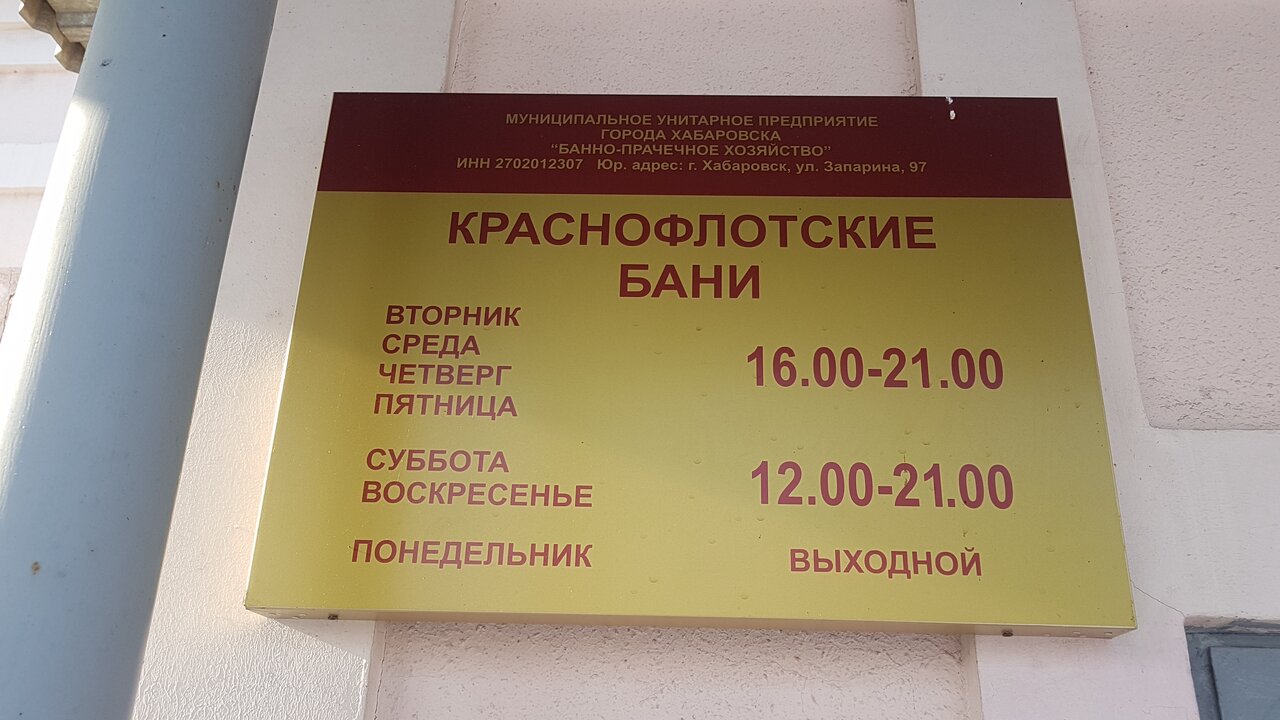 МУНИЦИПАЛЬНОЕ УНИТАРНОЕ ПРЕДПРИЯТИЕ
ГОРОДА ХАБАРОВСКА
“БАННО-ПРАЧЕЧНОЕ ХОЗЯЙСТВО”
ИНН 2702012307 Юр. адрес: г. Хабаровск, ул. Запарина, 97
КРАСНОФЛОТСКИЕ
БАНИ
ВТОРНИК
СРЕДА
ЧЕТВЕРГ
ПЯТНИЦА
16.00-21.00
СУББОТА
ВОСКРЕСЕНЬЕ
12.00-21.00
ПОНЕДЕЛЬНИК ВЫХОДНОЙ